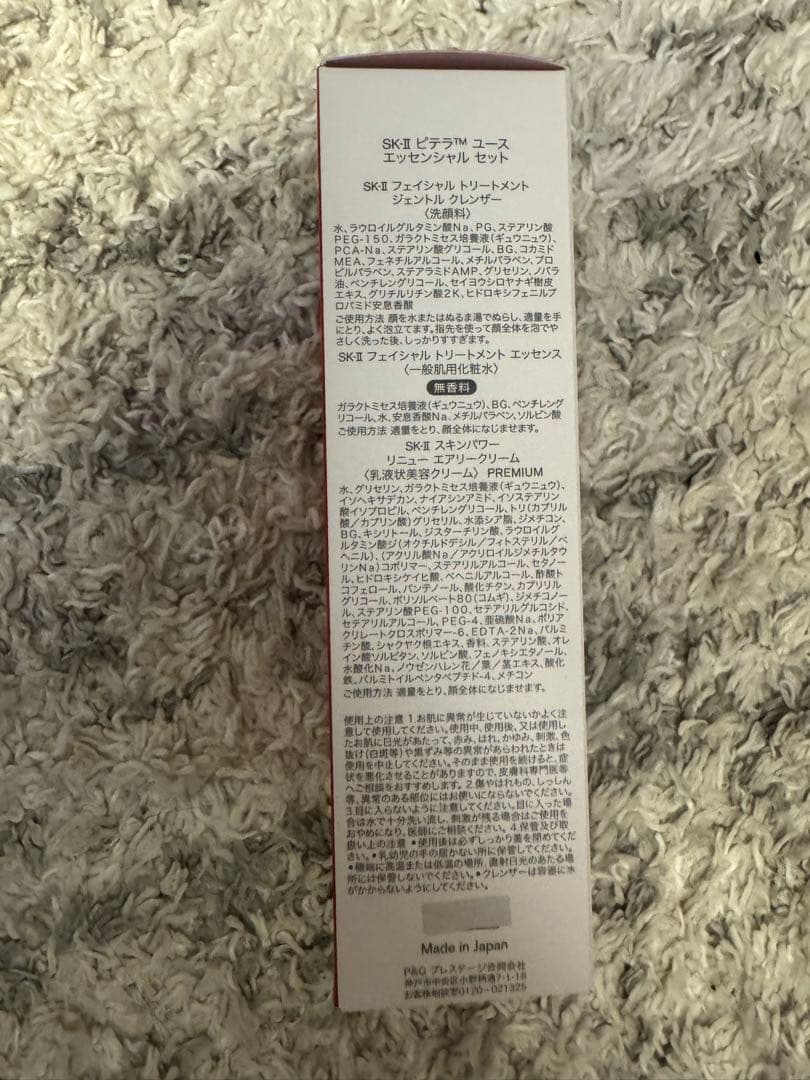 SK-II ピテラ™ ユース
エッセンシャル セット
SK-II フェイシャル トリートメント
ジェントル クレンザー
〈洗顔料〉
水、ラウロイルグルタミン酸Na、PG、ステアリン酸
PEG-150、ガラクトミセス培養液(ギュウニュウ)、
PCA-Na、ステアリン酸グリコール、BG、コカミド
MEA、フェネチルアルコール、メチルパラベン、プロ
ピルパラベン、ステアラミドAMP、グリセリン、ノバラ
油、ペンチレングリコール、セイヨウシロヤナギ樹皮
エキス、グリチルリチン酸2K、ヒドロキシフェニルプ
ロパミド安息香酸
ご使用方法 顔を水またはぬるま湯でぬらし、適量を手
にとり、よく泡立てます。指先を使って顔全体を泡でや
さしく洗った後、しっかりすすぎます。
SK-II フェイシャル トリートメント エッセンス
〈一般肌用化粧水〉
無香料
ガラクトミセス培養液(ギュウニュウ)、BG、ペンチレング
リコール、水、安息香酸Na、メチルパラベン、ソルビン酸
ご使用方法 適量をとり、顔全体になじませます。
SK-II スキンパワー
リニュー エアリークリーム
〈乳液状美容クリーム〉 PREMIUM
水、グリセリン、ガラクトミセス培養液(ギュウニュウ)、
イソヘキサデカン、ナイアシンアミド、イソステアリン
酸イソプロピル、ペンチレングリコール、トリ(カプリル
酸/カプリン酸)グリセリル、水添シア脂、ジメチコン、
BG、キシリトール、ジスターチリン酸、ラウロイルグ
ルタミン酸ジ(オクチルドデシル/フィトステリル/ベ
ヘニル)、(アクリル酸Na/アクリロイルジメチルタウ
リンNa)コポリマー、ステアリルアルコール、セタノー
ル、ヒドロキシケイヒ酸、ベヘニルアルコール、酢酸ト
コフェロール、パンテノール、酸化チタン、カプリリル
グリコール、ポリソルベート80(コムギ)、ジメチコノー
ル、ステアリン酸PEG-100、セテアリルグルコシド、
セテアリルアルコール、PEG-4、亜硫酸Na、ポリア
クリレートクロスポリマー-6、EDTA-2Na、パルミ
チン酸、シャクヤク根エキス、香料、ステアリン酸、オレ
イン酸ソルビタン、ソルビン酸、フェノキシエタノール、
水酸化Na、ノウゼンハレン花/葉/茎エキス、酸化
鉄、パルミトイルペンタペプチド-4、メチコン
ご使用方法 適量をとり、顔全体になじませます。
使用上の注意 1.お肌に異常が生じていないかよく注
意して使用してください。使用中、使用後、又は使用し
たお肌に日光があたって、赤み、はれ、かゆみ、刺激、色
抜け(白斑等)や黒ずみ等の異常があらわれたときは
使用を中止してください。そのまま使用を続けると、症
状を悪化させることがありますので、皮膚科専門医等
へご相談をおすすめします。2.傷やはれもの、しっしん
等、異常のある部位にはお使いにならないでください。
3.目に入らないように注意してください。目に入った場
合は水で十分洗い流し、刺激が残る場合はご使用を
おやめになり、医師にご相談ください。4.保管及び取
扱い上の注意 •使用後は必ずしっかり蓋を閉めてくだ
さい。•乳幼児の手の届かない所に保管してください。
•極端に高温または低温の場所、直射日光のあたる場
所には保管しないでください。•クレンザーは容器に水
がかからないようにしてください。
Made in Japan
P&G プレステージ合同会社
神戸市中央区小野柄通7-1-18
お客様相談室0120-021325